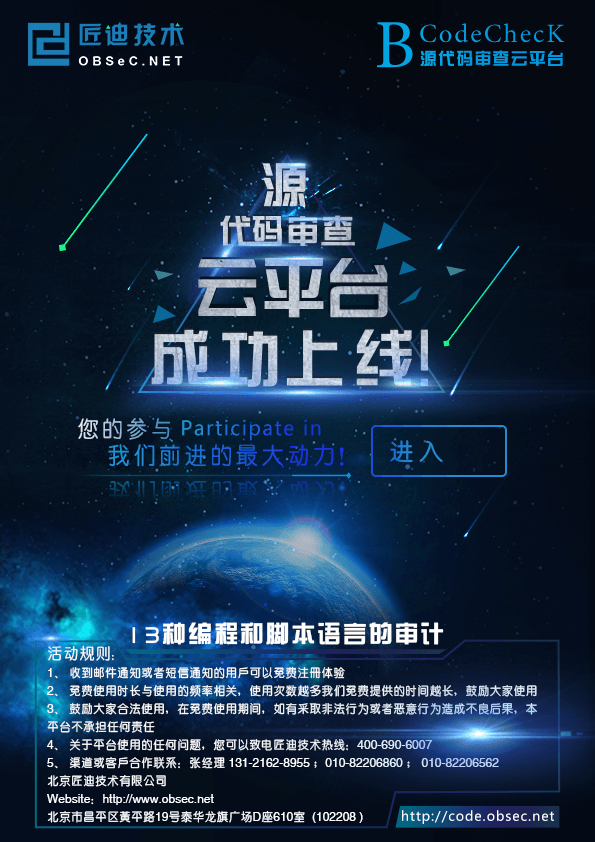 匠迪技术
OBSeC.NET
B CodeChecK
源代码审查云平台
源
代码审查
云平台
成功上线!
您的参与 Participate in
我们前进的最大动力!
进入
13种编程和脚本语言的审计
活动规则:
1、 收到邮件通知或者短信通知的用戶可以免费注冊体验
2、 免费使用时长与使用的频率相关，使用次数越多我们免费提供的时间越长，鼓励大家使用
3、 鼓励大家合法使用，在免费使用期间，如有采取非法行为或者恶意行为造成不良后果，本
平台不承担任何责任
4、 关于平台使用的任何问题，您可以致电匠迪技术热线：400-690-6007
5、 渠道或客戶合作联系：张经理 131-2162-8955 ；010-82206860 ； 010-82206562
北京匠迪技术有限公司
Website：http://www.obsec.net
北京市昌平区黃平路19号泰华龙旗广场D座610室 (102208 )
http://code.obsec.net